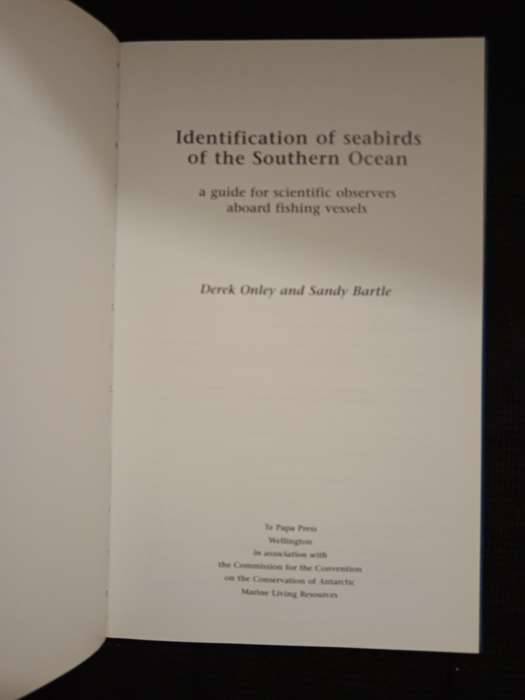 Identification of seabirds
of the Southern Ocean
a guide for scientific observers
aboard fishing vessels
Derek Onley and Sandy Bartle
Te Papa Press
Wellington
in association with
the Commission for the Convention
on the Conservation of Antarctic
Marine Living Resources